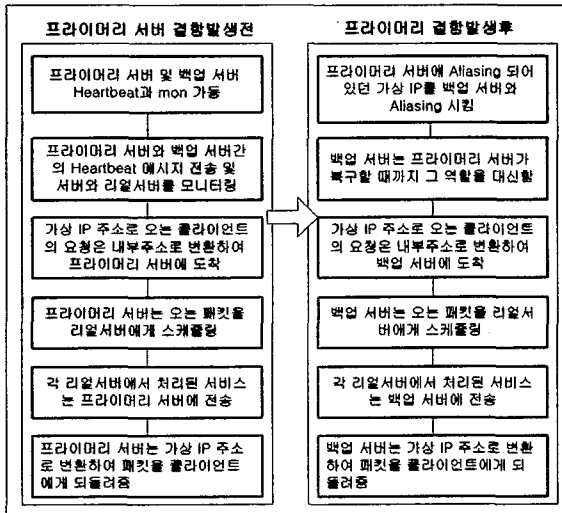 프라이머리 서버 결함발생전
프라이머리 서버 및 백업 서버
Heartbeat과 mon 가동
프라이머리 서버와 백업 서버간
의 Heartbeat 메시지 전송 및
서버와 리얼서버를 모니터링
가상 IP 주소로 오는 클라이언트
의 요청은 내부주소로 변환하여
프라이머리 서버에 도착
프라이머리 서버는 오는 패킷을
리얼서버에게 스케쥴링
각 리얼서버에서 처리된 서비스
는 프라이머리 서버에 전송
프라이머리 서버는 가상 IP 주소
로 변환하여 패킷을 클라이언트
에게 되돌려줌
프라이머리 결함발생후
프라이머리 서버에 Aliasing 되어
있던 가상 IP를 백업 서버와
Aliasing 시킴
백업 서버는 프라이머리 서버가
복구할 때까지 그 역할을 대신함
가상 IP 주소로 오는 클라이언트
의 요청은 내부주소로 변환하여
백업 서버에 도착
백업 서버는 오는 패킷을 리얼서
버에게 스케쥴링
각 리얼서버에서 처리된 서비스
는 백업 서버에 전송
백업 서버는 가상 IP 주소로 변환
하여 패킷을 클라이언트에게 되
돌려줌